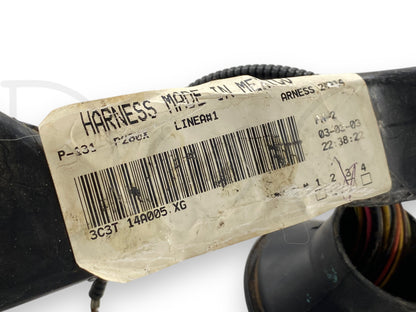 HARNESS MADE IN MEXICO
P-131 P260X LINEA#1
3C3T 14A005.XG
03-03-03
22:38:22
1 2 3 4